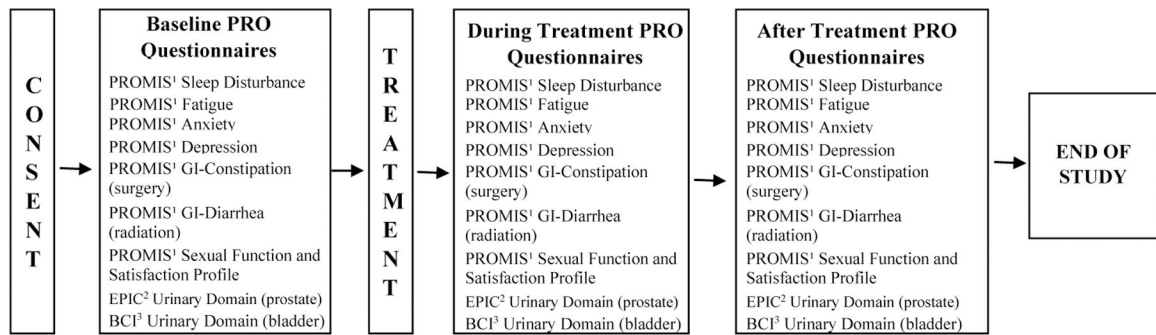 CONSENT
Baseline PRO
Questionnaires
PROMIS¹ Sleep Disturbance
PROMIS¹ Fatigue
PROMIS¹ Anxiety
PROMIS¹ Depression
PROMIS¹ GI-Constipation
(surgery)
PROMIS¹ GI-Diarrhea
(radiation)
PROMIS¹ Sexual Function and
Satisfaction Profile
EPIC² Urinary Domain (prostate)
BCI³ Urinary Domain (bladder)
TREATMENT
During Treatment PRO
Questionnaires
PROMIS¹ Sleep Disturbance
PROMIS¹ Fatigue
PROMIS¹ Anxiety
PROMIS¹ Depression
PROMIS¹ GI-Constipation
(surgery)
PROMIS¹ GI-Diarrhea
(radiation)
PROMIS¹ Sexual Function and
Satisfaction Profile
EPIC² Urinary Domain (prostate)
BCI³ Urinary Domain (bladder)
After Treatment PRO
Questionnaires
PROMIS¹ Sleep Disturbance
PROMIS¹ Fatigue
PROMIS¹ Anxiety
PROMIS¹ Depression
PROMIS¹ GI-Constipation
(surgery)
PROMIS¹ GI-Diarrhea
(radiation)
PROMIS¹ Sexual Function and
Satisfaction Profile
EPIC² Urinary Domain (prostate)
BCI³ Urinary Domain (bladder)
END OF
STUDY